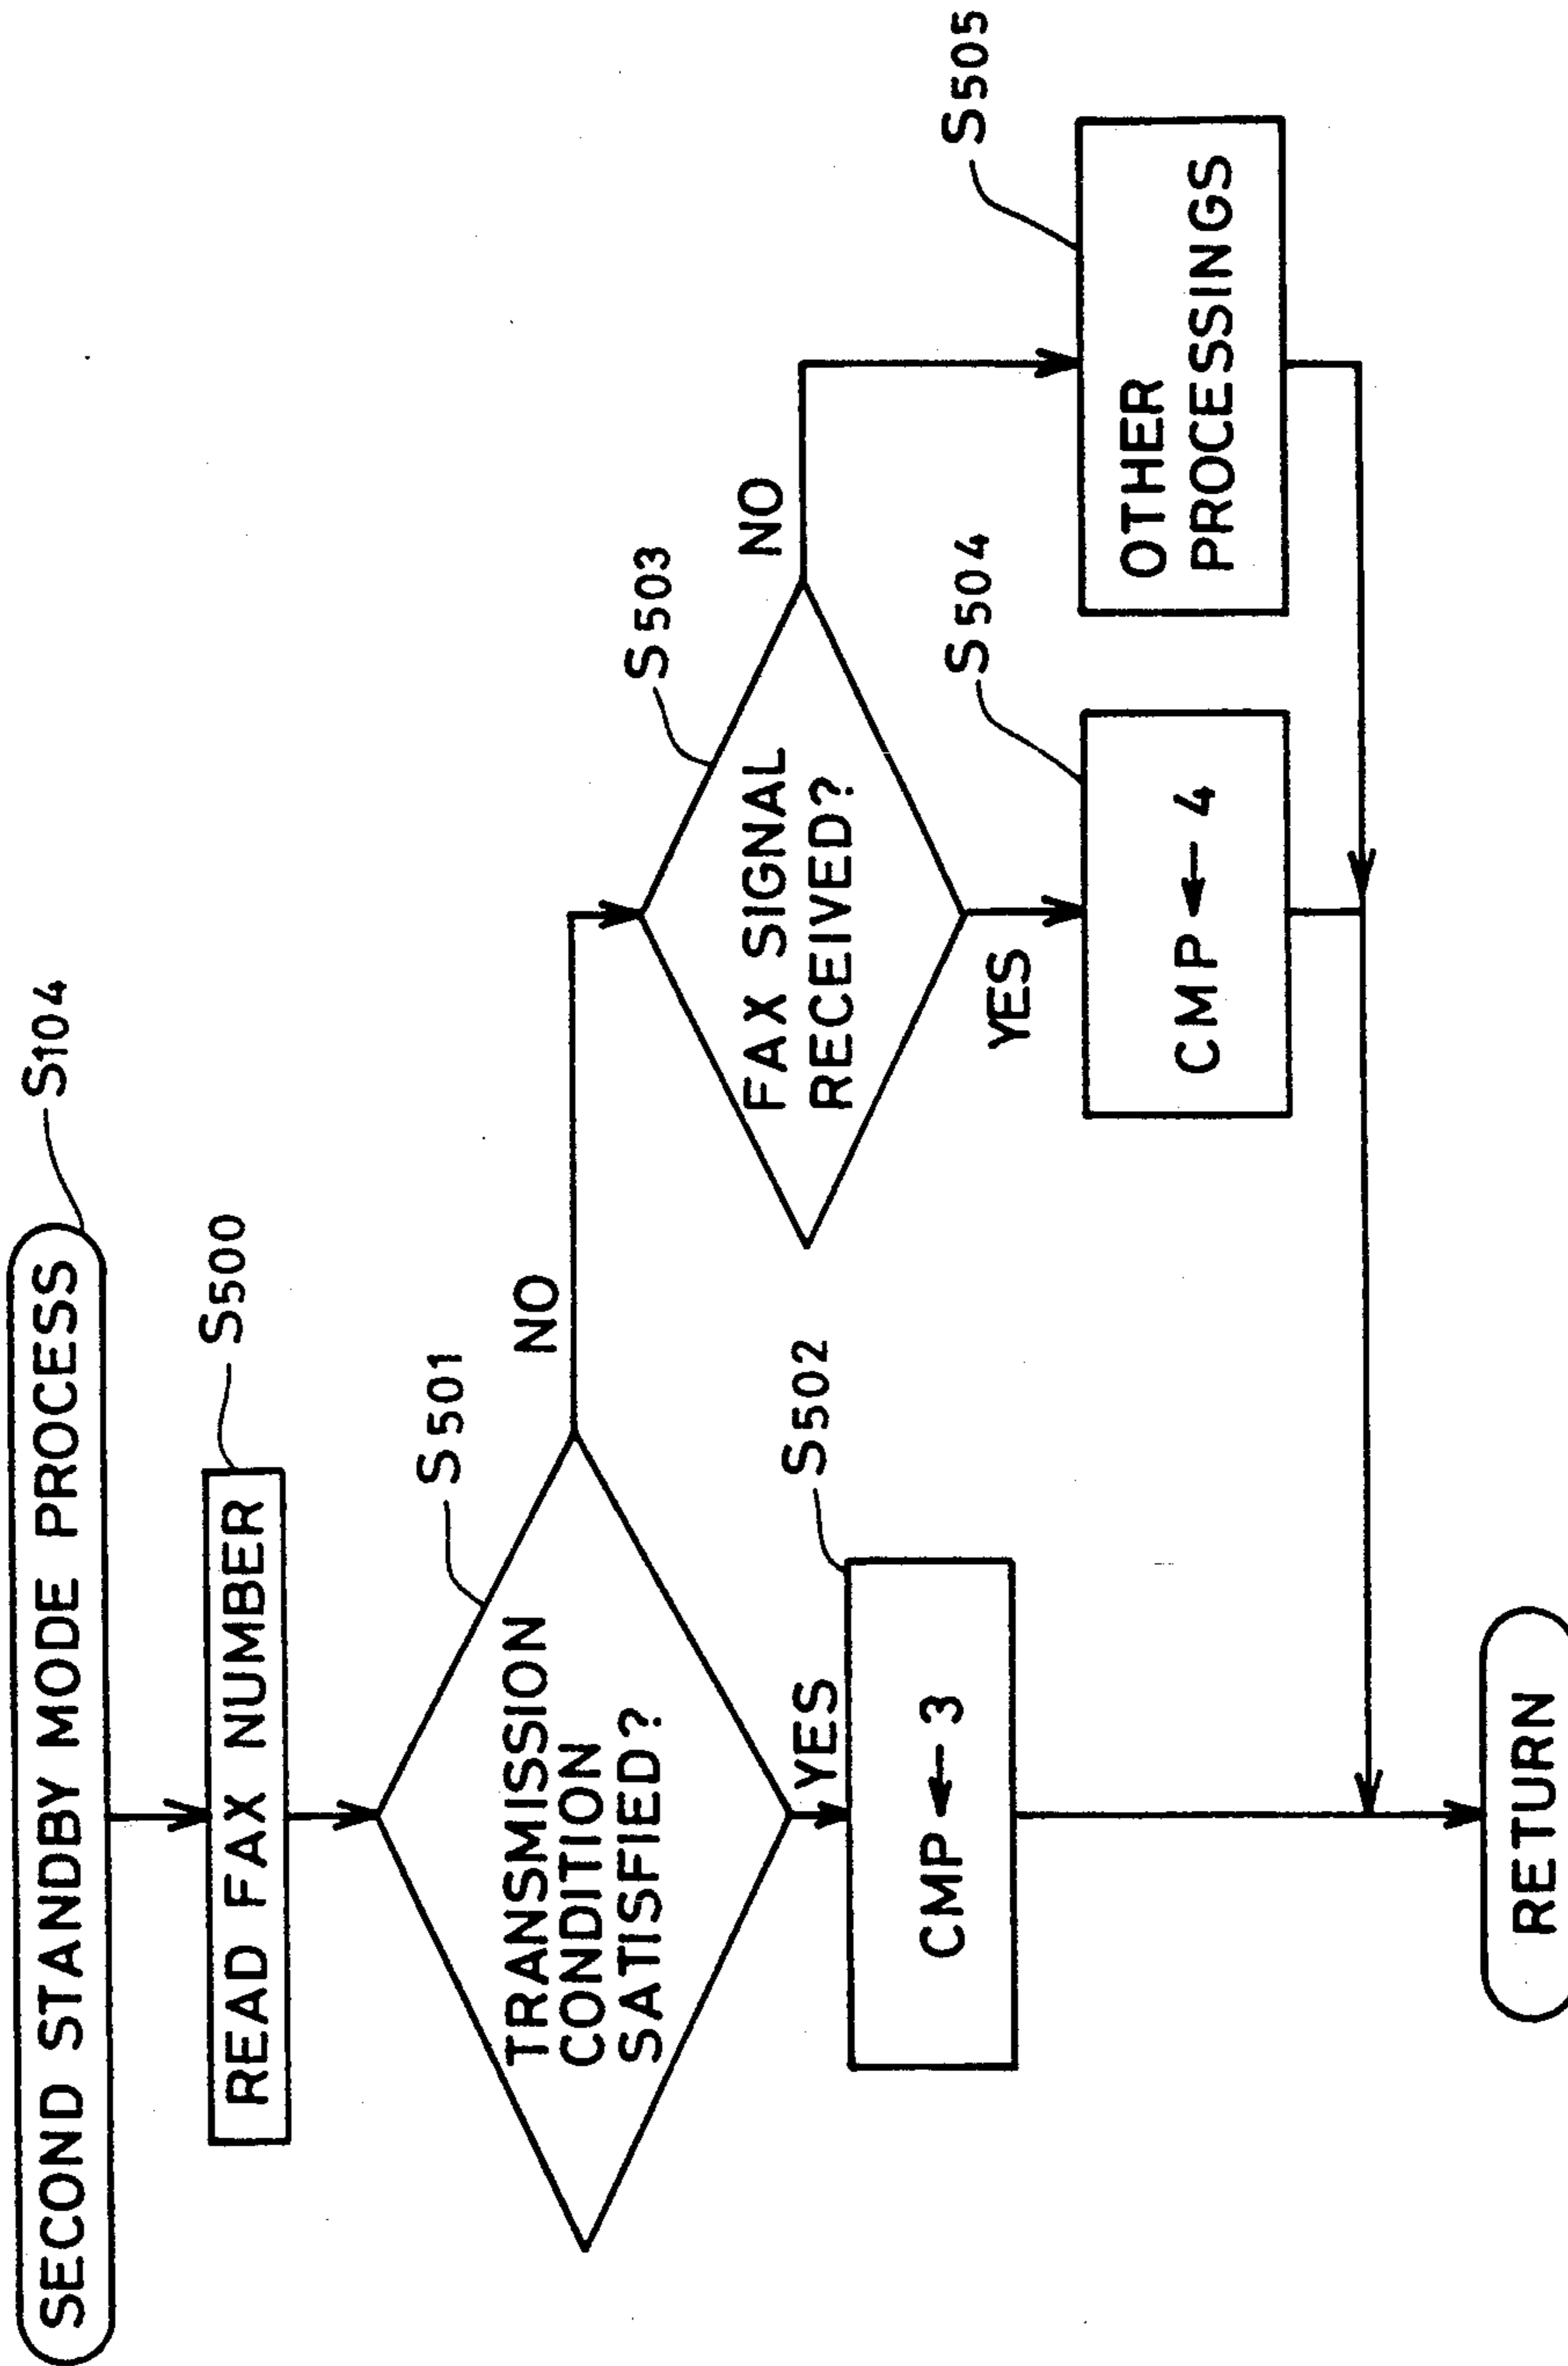 SECOND STANDBY MODE PROCESS
S104
READ FAX NUMBER
S500
TRANSMISSION
CONDITION
SATISFIED?
S501
NO
YES
CMP ← 3
S502
FAX SIGNAL
RECEIVED?
S503
NO
YES
CMP ← 4
S504
OTHER
PROCESSINGS
S505
RETURN